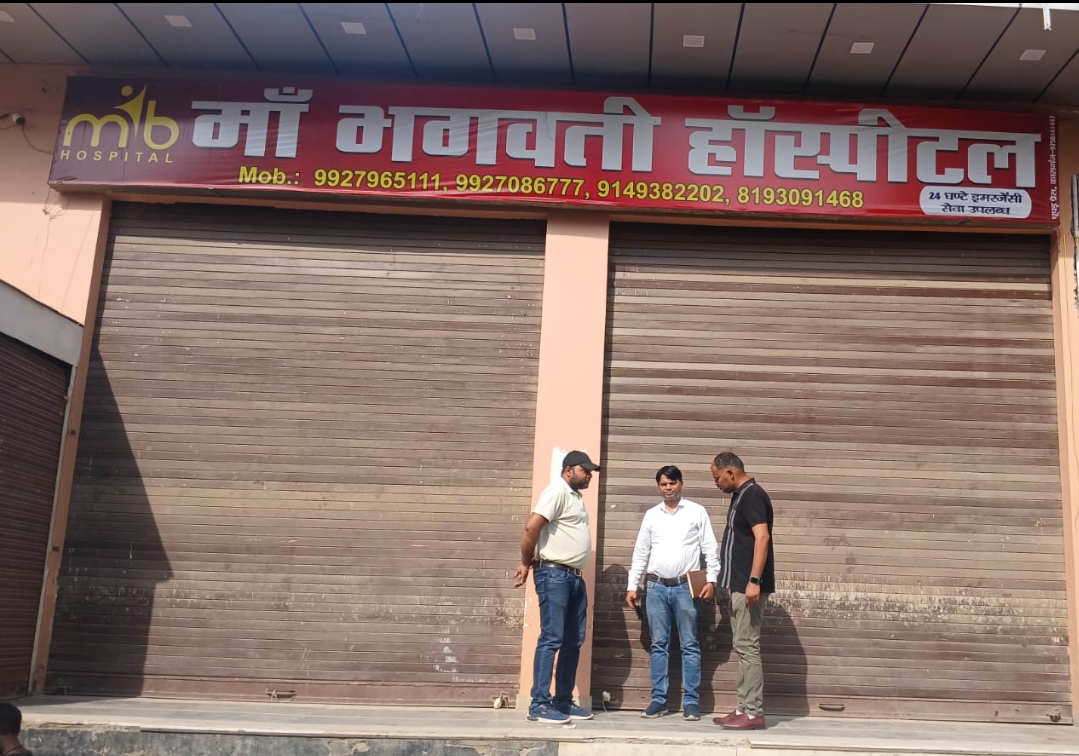 mb
HOSPITAL
माँ भगवती हॉस्पीटल
Mob.: 9927965111, 9927086777, 9149382202, 8193091468
24 घण्टे इमरजेंसी
सेवा उपलब्ध